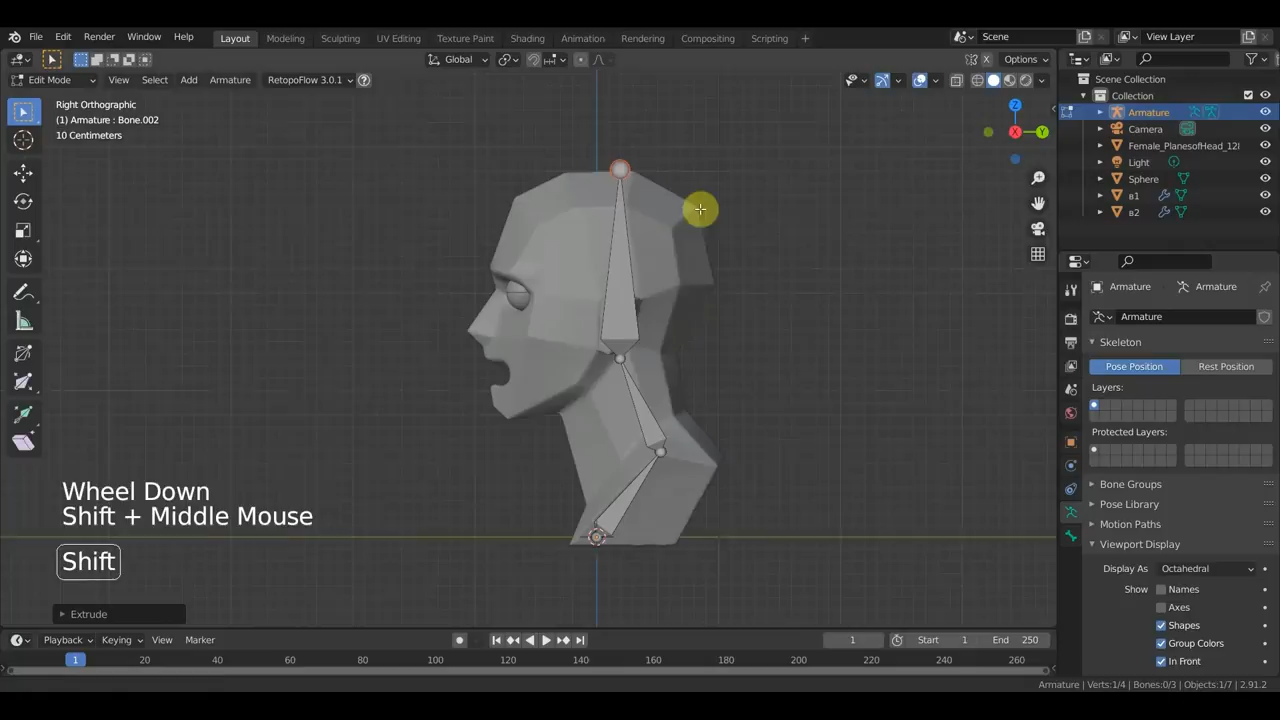 File Edit Render Window Help Layout Modeling Sculpting UV Editing Texture Paint Shading Animation Rendering Compositing Scripting + Scene View Layer
Global Options
Edit Mode View Select Add Armature RetopoFlow 3.0.1
Right Orthographic
(1) Armature : Bone.002
10 Centimeters
Z
X
Y
Scene Collection
Collection
Armature
Camera
Female_PlanesofHead_12
Light
Sphere
в1
в2
Armature Armature
Armature
Skeleton
Pose Position Rest Position
Layers:
Protected Layers:
Bone Groups
Pose Library
Motion Paths
Viewport Display
Display As Octahedral
Show Names
Axes
Shapes
Group Colors
In Front
Wheel Down
Shift + Middle Mouse
Shift
Extrude
Playback Keying View Marker 1 Start 1 End 250
1 20 40 60 80 100 120 140 160 180 200 220 240 260
Armature | Verts:1/4 | Bones:0/3 | Objects:1/7 | 2.91.2